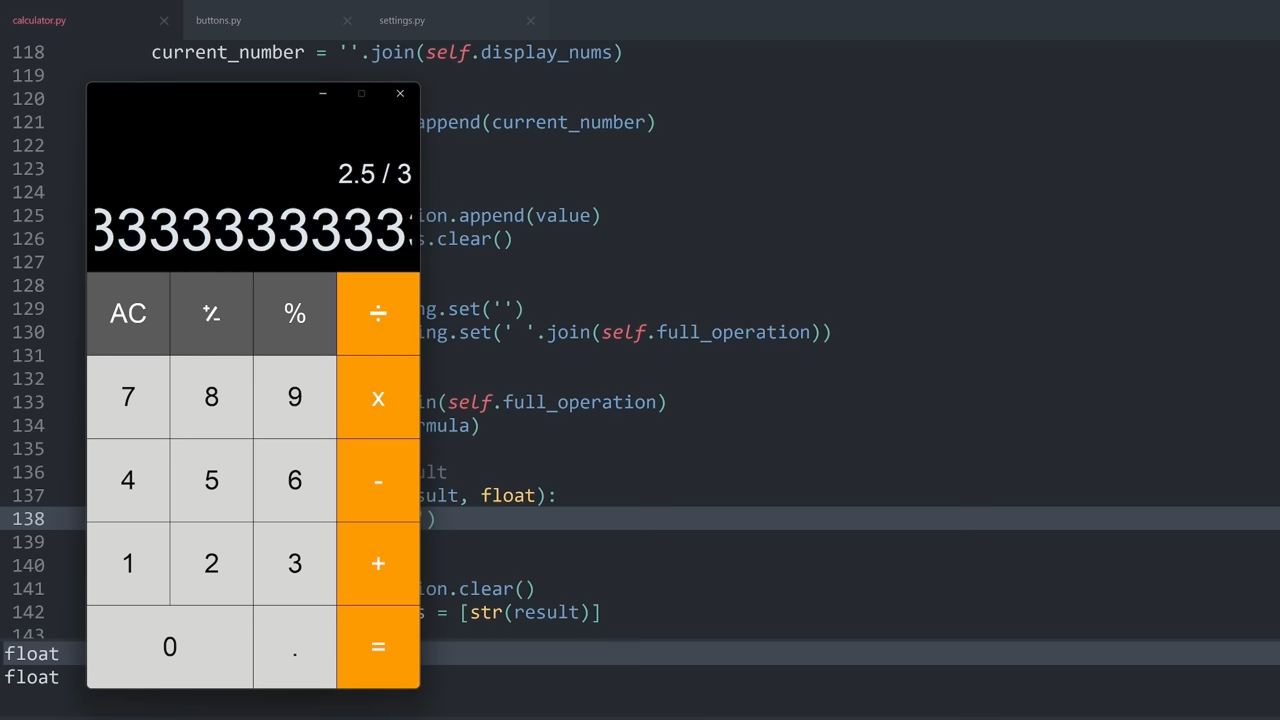 calculator.py
buttons.py
settings.py
118 current_number = ''.join(self.display_nums)
119
120
121 append(current_number)
122
123
124
125 ion.append(value)
126 s.clear()
127
128
129 ng.set('')
130 ing.set(' '.join(self.full_operation))
131
132
133 in(self.full_operation)
134 rmula)
135
136 ult
137 sult, float):
138 ')
139
140
141 ion.clear()
142 s = [str(result)]
143
float
float
2.5 / 3
3333333333
AC
%
÷
7 8 9 x
4 5 6 -
1 2 3 +
0 . =